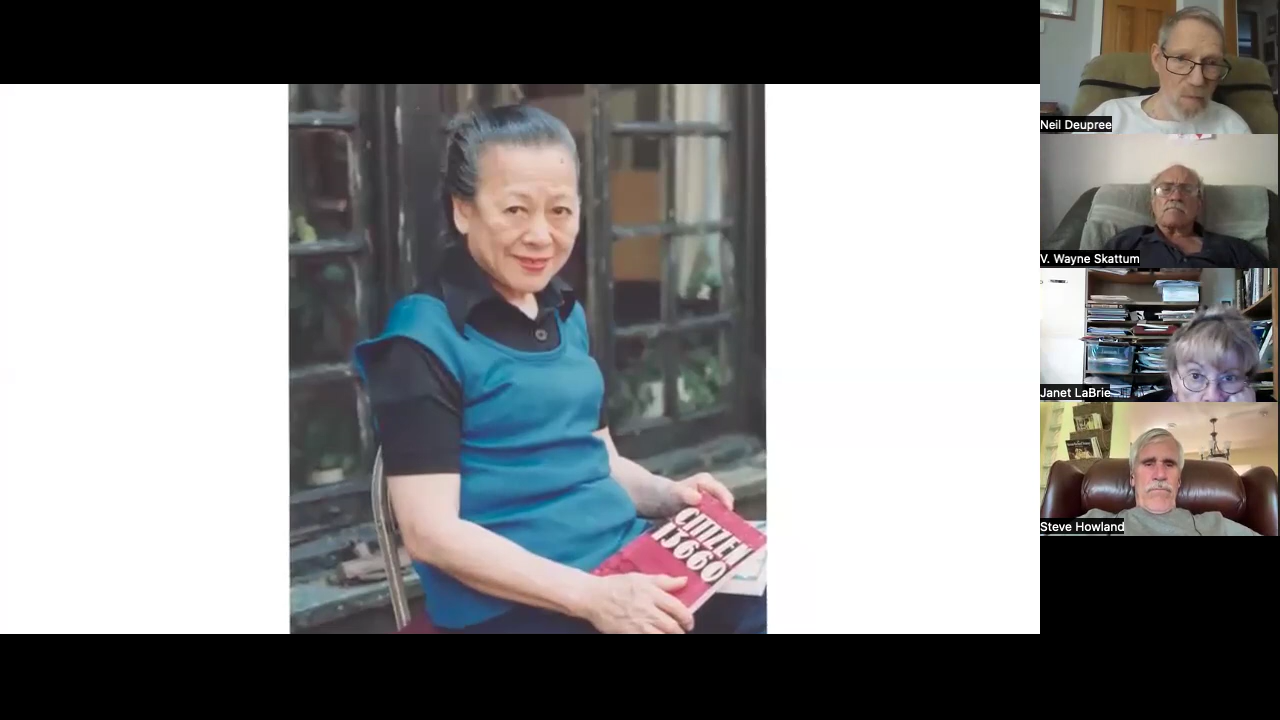 CITIZEN
13660
Neil Deupree
V. Wayne Skattum
Janet LaBrie
Steve Howland